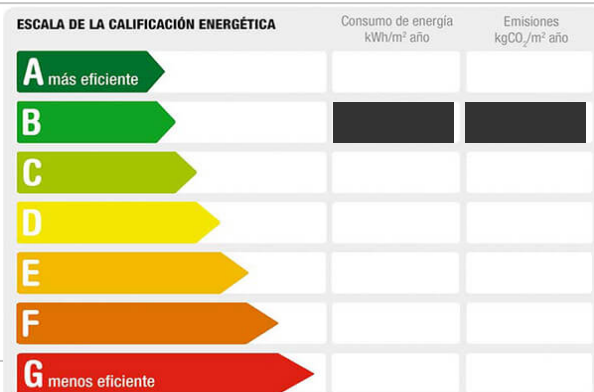 ESCALA DE LA CALIFICACIÓN ENERGÉTICA
Consumo de energía
kWh/m² año
Emisiones
kgCO₂/m² año
A más eficiente
B
C
D
E
F
G menos eficiente